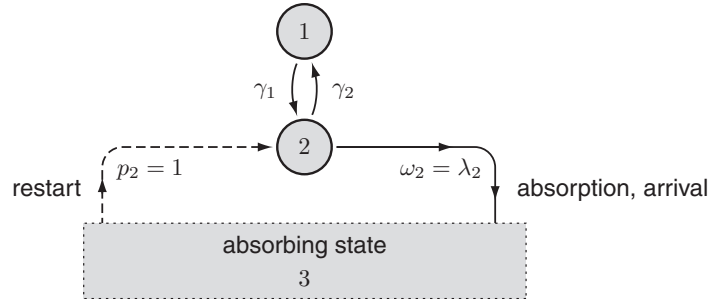 1
γ₁ γ₂
2
p₂ = 1
ω₂ = λ₂
restart
absorption, arrival
absorbing state
3